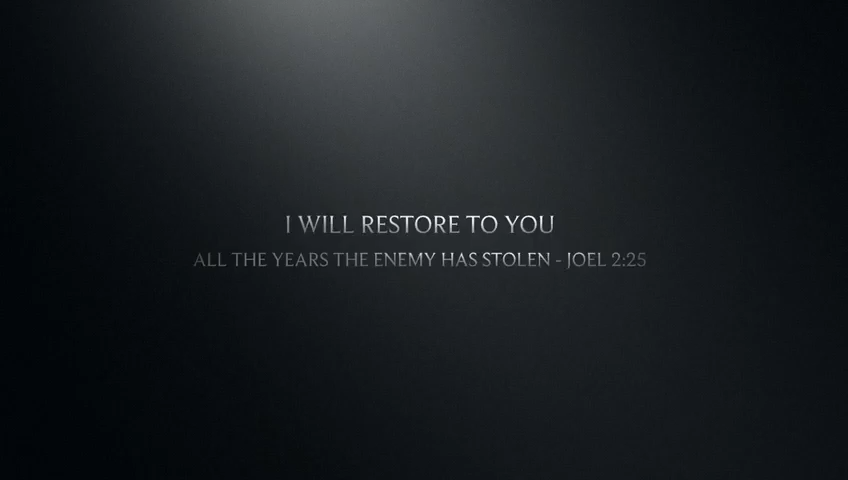 I WILL RESTORE TO YOU
ALL THE YEARS THE ENEMY HAS STOLEN - JOEL 2:25